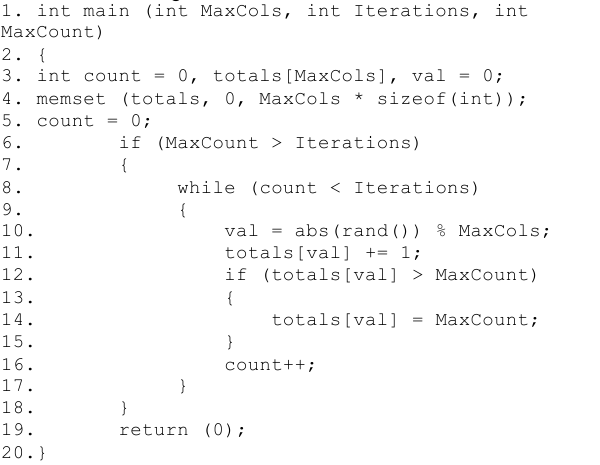 1. int main (int MaxCols, int Iterations, int
MaxCount)
2. {
3. int count = 0, totals[MaxCols], val = 0;
4. memset (totals, 0, MaxCols * sizeof(int));
5. count = 0;
6. if (MaxCount > Iterations)
7. {
8. while (count < Iterations)
9. {
10. val = abs(rand()) % MaxCols;
11. totals[val] += 1;
12. if (totals[val] > MaxCount)
13. {
14. totals[val] = MaxCount;
15. }
16. count++;
17. }
18. }
19. return (0);
20.}